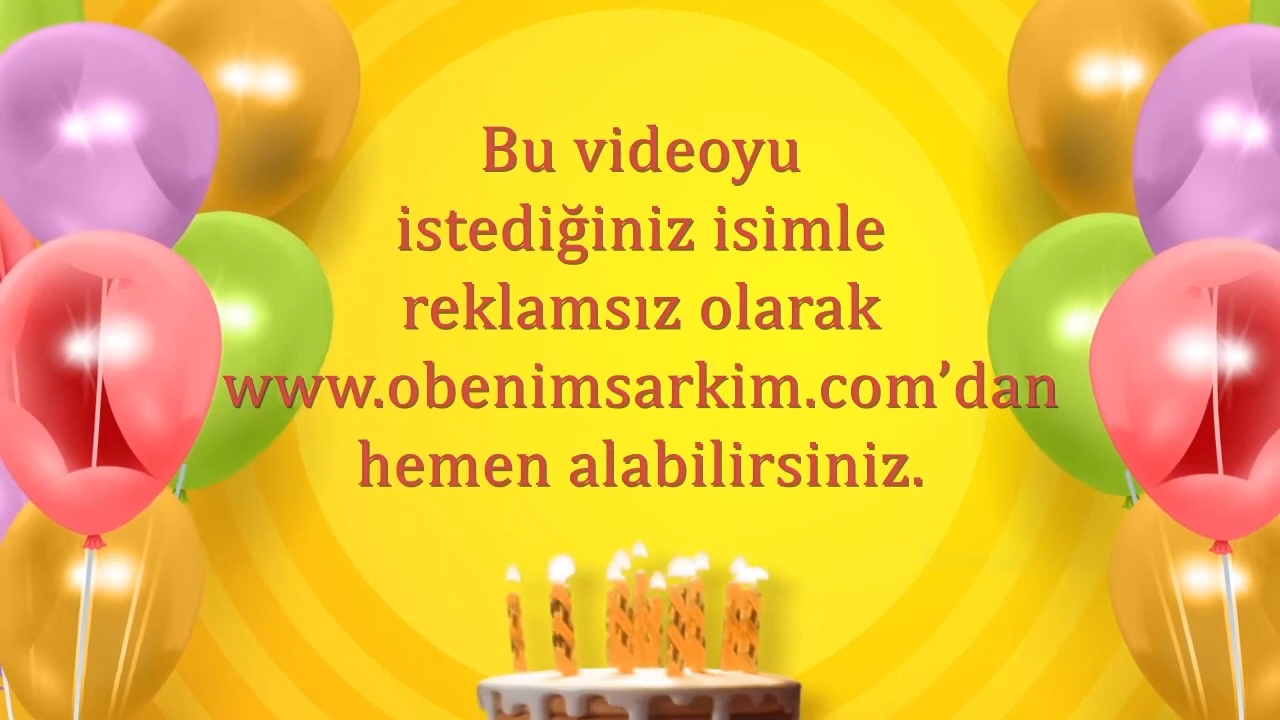 Bu videoyu
istediğiniz isimle
reklamsız olarak
www.obenimsarkim.com’dan
hemen alabilirsiniz.